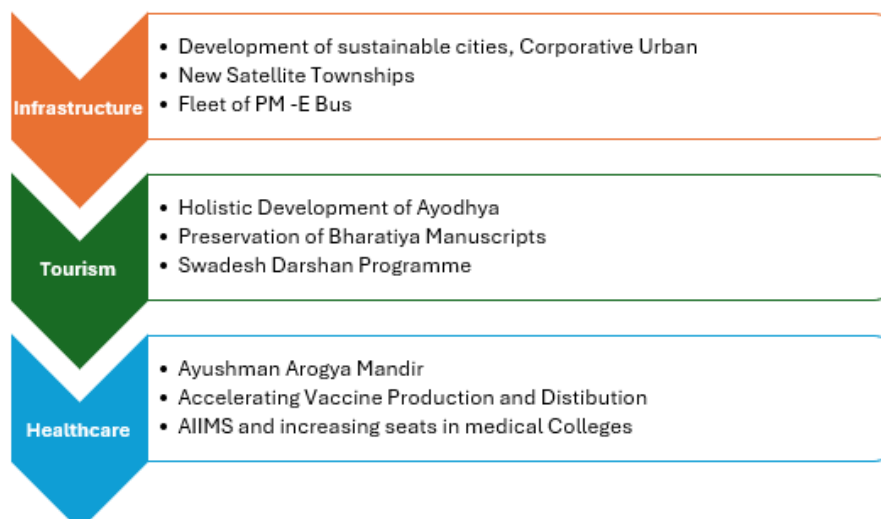 Infrastructure
• Development of sustainable cities, Corporative Urban
• New Satellite Townships
• Fleet of PM -E Bus
Tourism
• Holistic Development of Ayodhya
• Preservation of Bharatiya Manuscripts
• Swadesh Darshan Programme
Healthcare
• Ayushman Arogya Mandir
• Accelerating Vaccine Production and Distibution
• AIIMS and increasing seats in medical Colleges